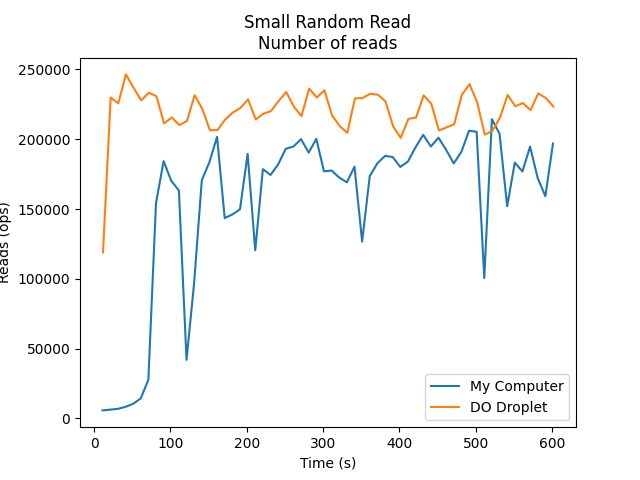 Small Random Read
Number of reads
250000
200000
150000
100000
50000
0
Reads (ops)
0 100 200 300 400 500 600
Time (s)
My Computer
DO Droplet